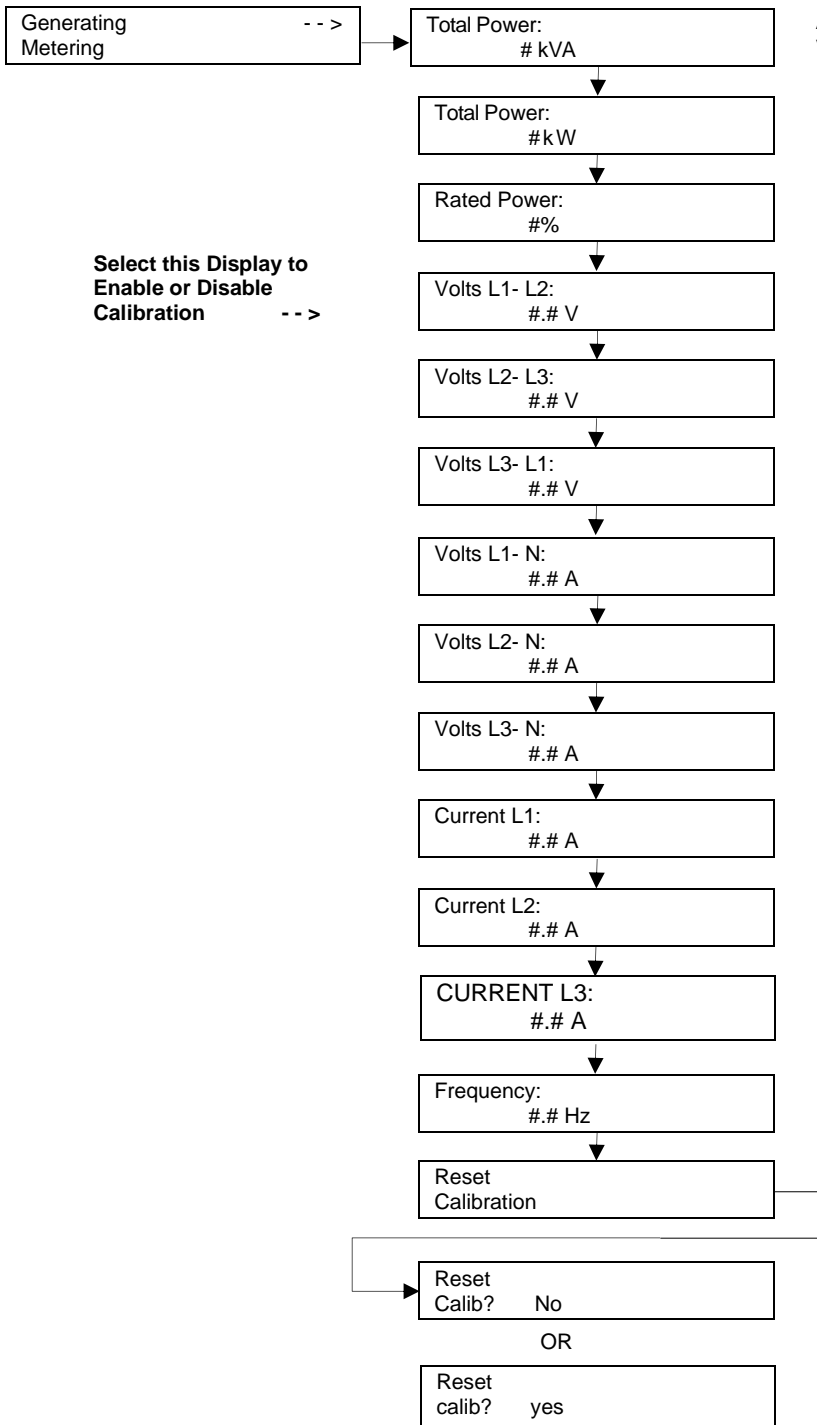 Generating - - >
Metering
Total Power:
# kVA
Total Power:
#kW
Rated Power:
#%
Select this Display to
Enable or Disable
Calibration - - >
Volts L1- L2:
#.# V
Volts L2- L3:
#.# V
Volts L3- L1:
#.# V
Volts L1- N:
#.# A
Volts L2- N:
#.# A
Volts L3- N:
#.# A
Current L1:
#.# A
Current L2:
#.# A
CURRENT L3:
#.# A
Frequency:
#.# Hz
Reset
Calibration
Reset
Calib? No
OR
Reset
calib? yes